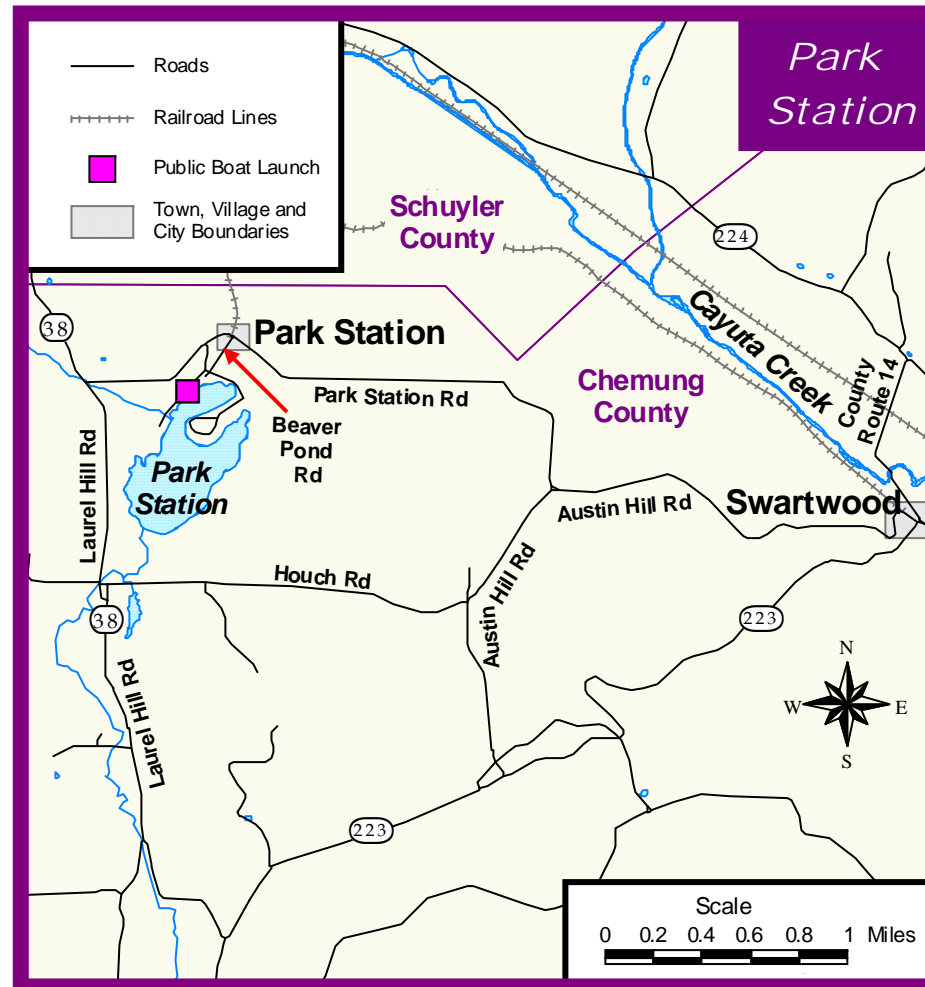 Park
Station
Roads
Railroad Lines
Public Boat Launch
Town, Village and
City Boundaries
Schuyler
County
224
38
Park Station
Cayuta Creek
County
Route 14
Chemung
County
Park Station Rd
Beaver
Pond
Rd
Laurel Hill Rd
Park
Station
Swartwood
Austin Hill Rd
Houch Rd
Austin
Hill Rd
38
223
Laurel Hill Rd
N
W
E
S
223
Scale
0 0.2 0.4 0.6 0.8 1 Miles